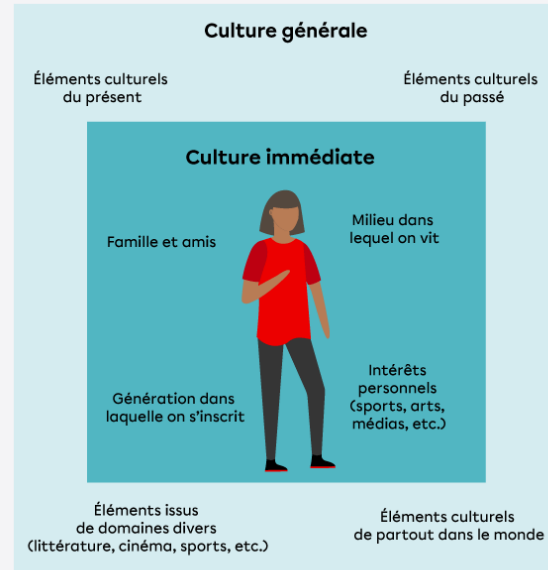 Culture générale
Éléments culturels
du présent
Éléments culturels
du passé
Culture immédiate
Famille et amis
Milieu dans
lequel on vit
Génération dans
laquelle on s'inscrit
Intérêts
personnels
(sports, arts,
médias, etc.)
Éléments issus
de domaines divers
(littérature, cinéma, sports, etc.)
Éléments culturels
de partout dans le monde